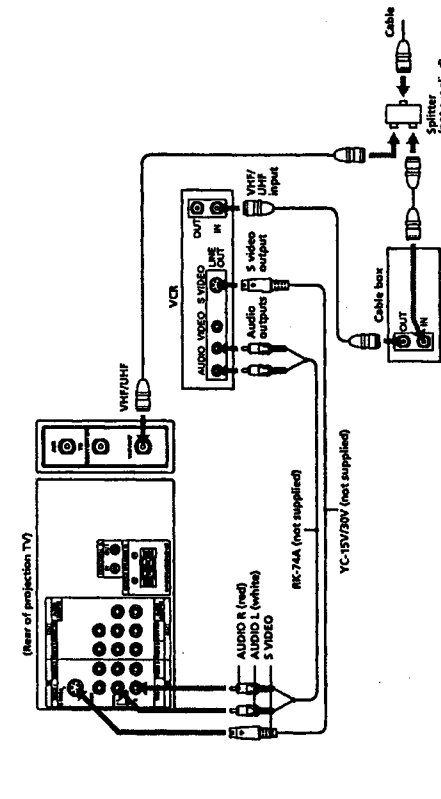 (Rear of projection TV)
VHF/UHF
VCR
AUDIO VIDEO S VIDEO
LINE
OUT
OUT
IN
Audio
outputs
S video
output
VHF/
UHF
input
Cable
Splitter
Cable box
OUT
IN
AUDIO R (red)
AUDIO L (white)
S VIDEO
RK-74A (not supplied)
YC-15V/30V (not supplied)